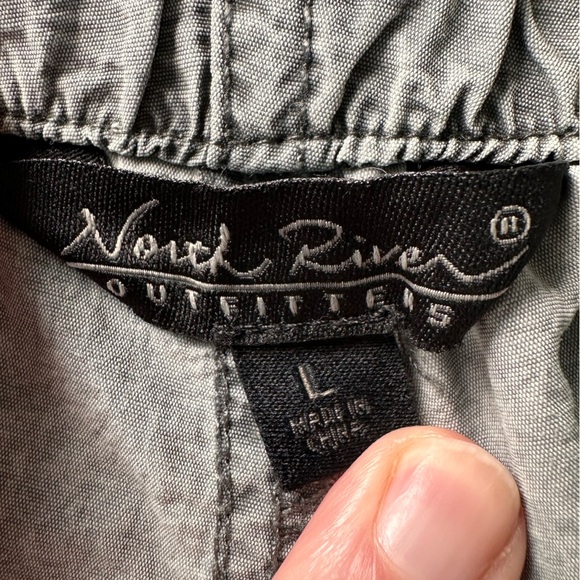 North River ®
OUTFITTERS
L
MADE IN
CHINA